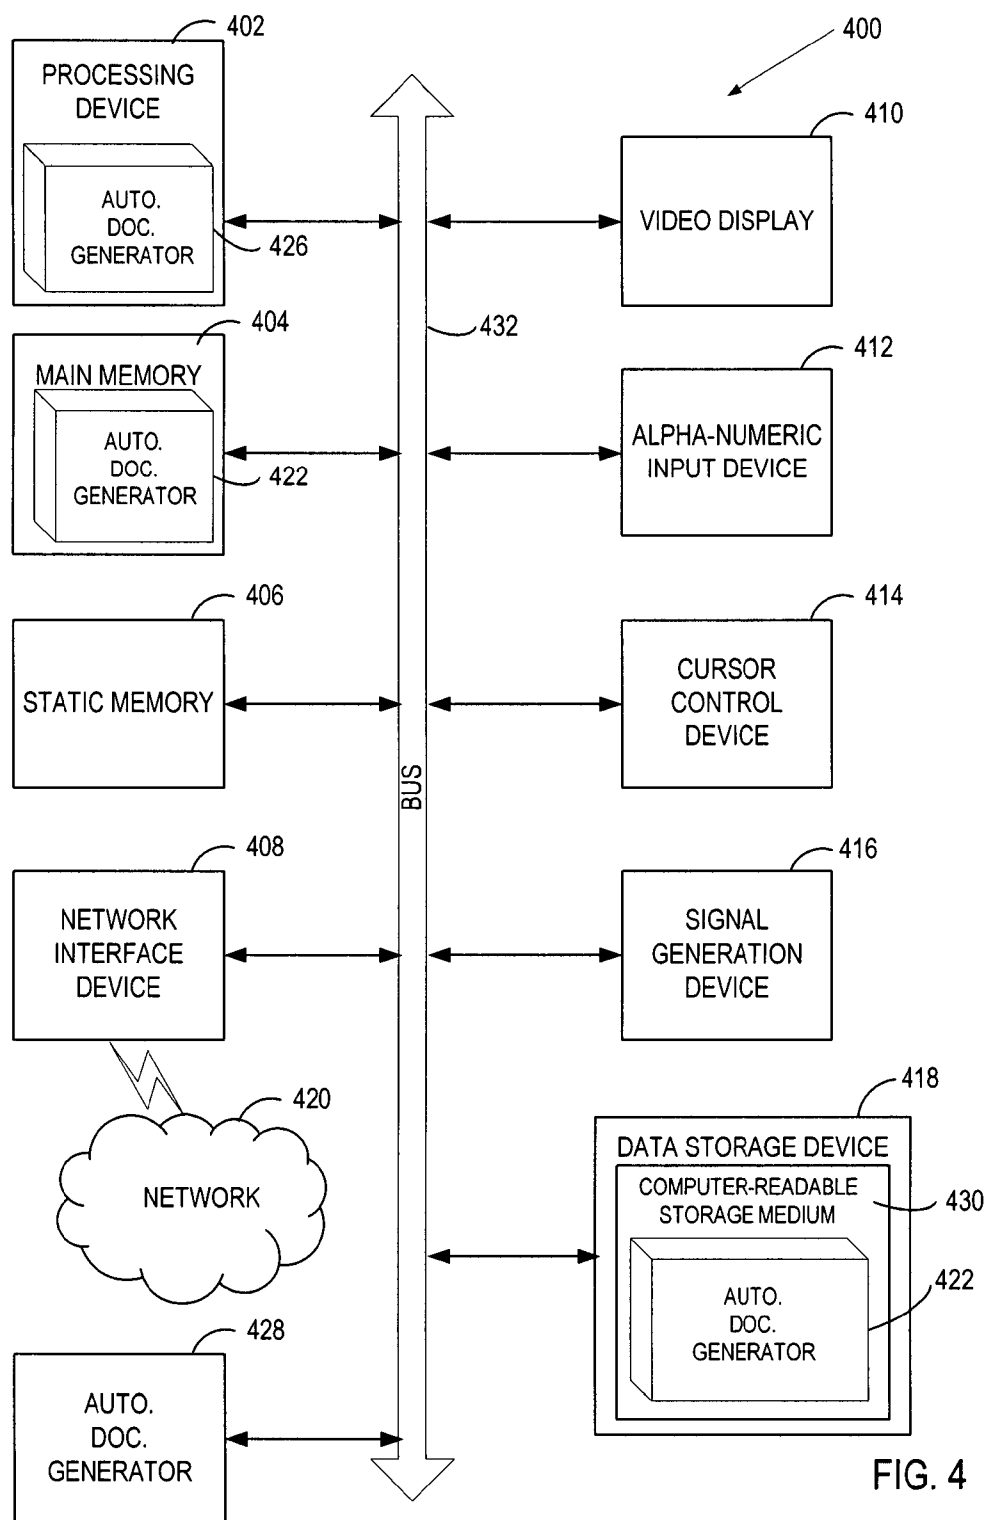 402
PROCESSING
DEVICE
AUTO.
DOC.
GENERATOR
426
404
MAIN MEMORY
AUTO.
DOC.
GENERATOR
422
406
STATIC MEMORY
408
NETWORK
INTERFACE
DEVICE
420
NETWORK
428
AUTO.
DOC.
GENERATOR
432
BUS
400
410
VIDEO DISPLAY
412
ALPHA-NUMERIC
INPUT DEVICE
414
CURSOR
CONTROL
DEVICE
416
SIGNAL
GENERATION
DEVICE
418
DATA STORAGE DEVICE
COMPUTER-READABLE
STORAGE MEDIUM
430
422
AUTO.
DOC.
GENERATOR
FIG. 4